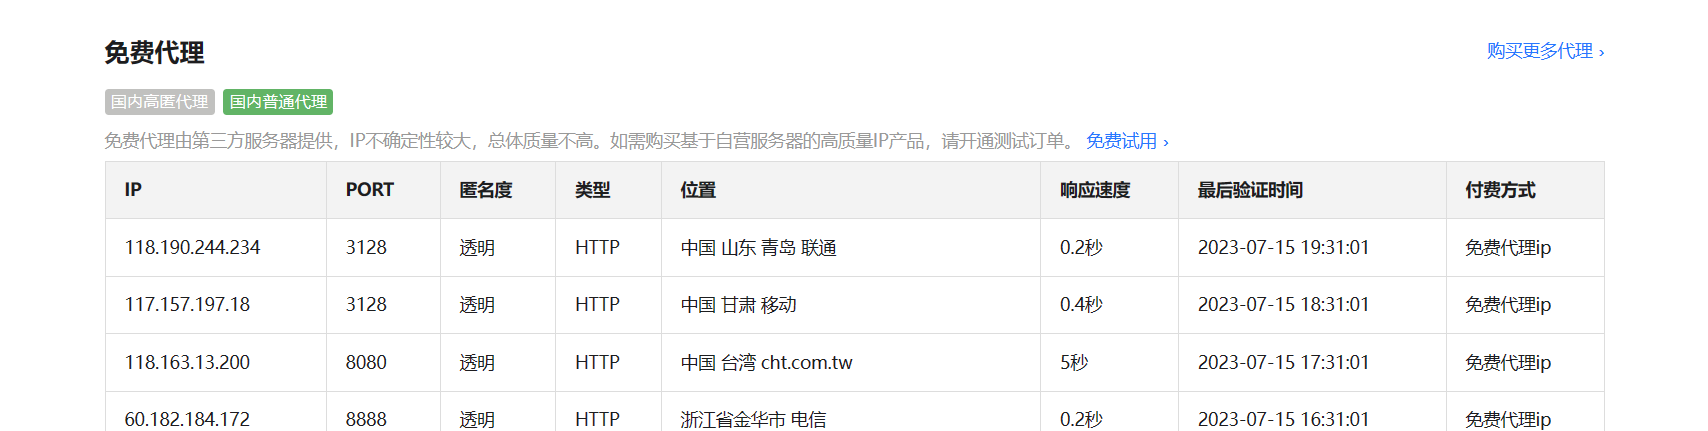 免费代理
购买更多代理 ›
国内高匿代理 国内普通代理
免费代理由第三方服务器提供，IP不确定性较大，总体质量不高。如需购买基于自营服务器的高质量IP产品，请开通测试订单。 免费试用 ›
IP PORT 匿名度 类型 位置 响应速度 最后验证时间 付费方式
118.190.244.234 3128 透明 HTTP 中国 山东 青岛 联通 0.2秒 2023-07-15 19:31:01 免费代理ip
117.157.197.18 3128 透明 HTTP 中国 甘肃 移动 0.4秒 2023-07-15 18:31:01 免费代理ip
118.163.13.200 8080 透明 HTTP 中国 台湾 cht.com.tw 5秒 2023-07-15 17:31:01 免费代理ip
60.182.184.172 8888 透明 HTTP 浙江省金华市 电信 0.2秒 2023-07-15 16:31:01 免费代理ip